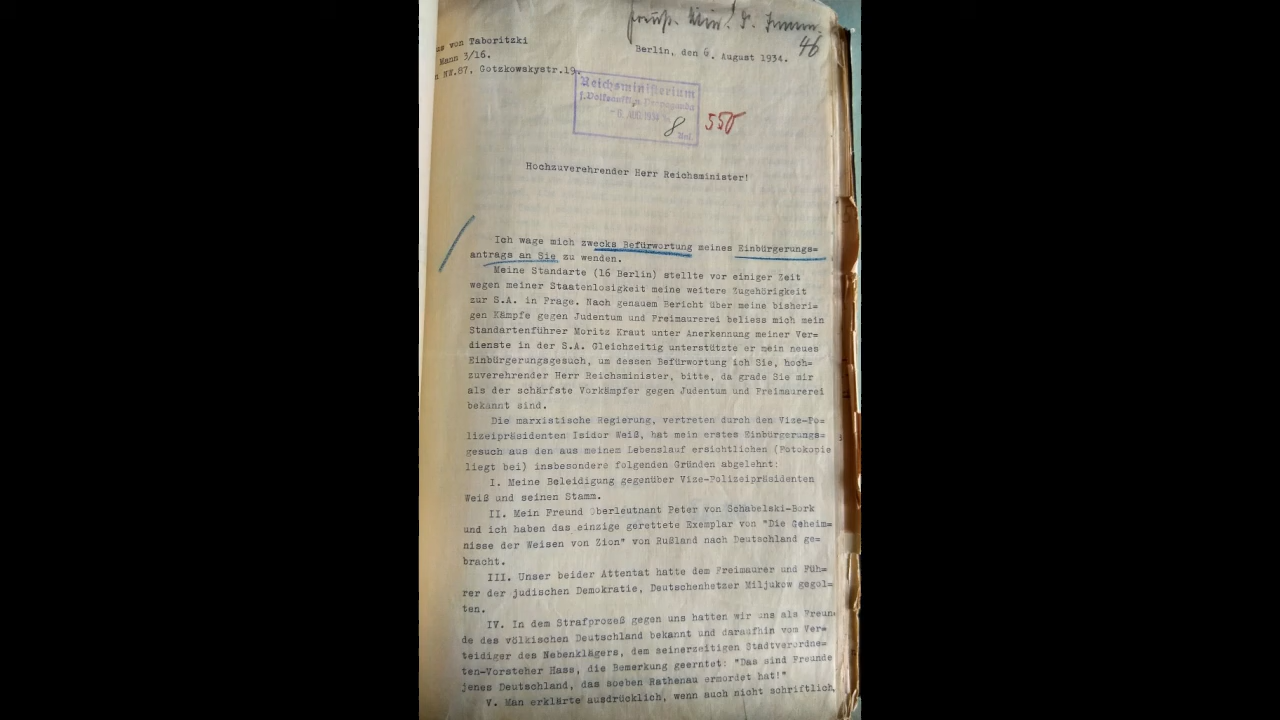 46
von Taboritzki
Berlin, den 6. August 1934.
Mann 3/16.
NW.87, Gotzkowskystr.19.
Reichsministerium
550
8
Hochzuverehrender Herr Reichsminister!
Ich wage mich zwecks Befürwortung meines Einbürgerungs=
antrags an Sie zu wenden.
Meine Standarte (16 Berlin) stellte vor einiger Zeit
wegen meiner Staatenlosigkeit meine weitere Zugehörigkeit
zur S.A. in Frage. Nach genauem Bericht über meine bisheri=
gen Kämpfe gegen Judentum und Freimaurerei beliess mich mein
Standartenführer Moritz Kraut unter Anerkennung meiner Ver=
dienste in der S.A. Gleichzeitig unterstützte er mein neues
Einbürgerungsgesuch, um dessen Befürwortung ich Sie, hoch=
zuverehrender Herr Reichsminister, bitte, da grade Sie mir
als der schärfste Vorkämpfer gegen Judentum und Freimaurerei
bekannt sind.
Die marxistische Regierung, vertreten durch den Vize-Po=
lizeipräsidenten Isidor Weiß, hat mein erstes Einbürgerungs=
gesuch aus den aus meinem Lebenslauf ersichtlichen (Fotokopie
liegt bei) insbesondere folgenden Gründen abgelehnt:
I. Meine Beleidigung gegenüber Vize-Polizeipräsidenten
Weiß und seinen Stamm.
II. Mein Freund Oberleutnant Peter von Schabelski-Bork
und ich haben das einzige gerettete Exemplar von "Die Geheim=
nisse der Weisen von Zion" von Rußland nach Deutschland ge=
bracht.
III. Unser beider Attentat hatte dem Freimaurer und Füh=
rer der judischen Demokratie, Deutschenhetzer Miljukow gegol=
ten.
IV. In dem Strafprozeß gegen uns hatten wir uns als Freun
de des völkischen Deutschland bekannt und daraufhin vom Ver=
teidiger des Nebenklägers, dem seinerzeitigen Stadtverordne=
ten-Vorsteher Hass, die Bemerkung geerntet: "Das sind Freunde
jenes Deutschland, das soeben Rathenau ermordet hat!"
V. Man erklärte ausdrücklich, wenn auch nicht schriftlich,